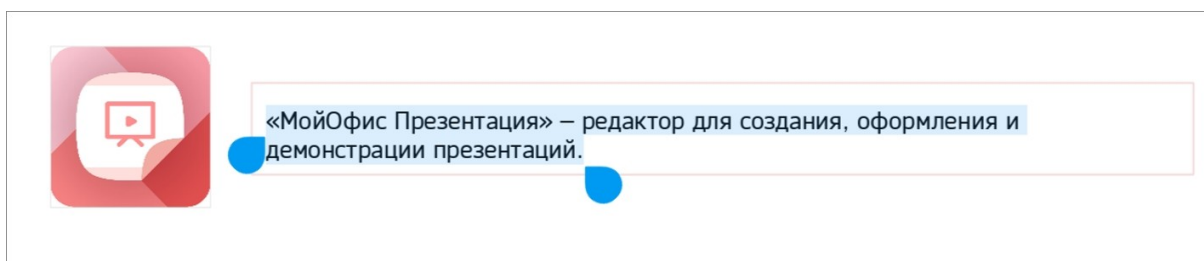 «МойОфис Презентация» – редактор для создания, оформления и
демонстрации презентаций.